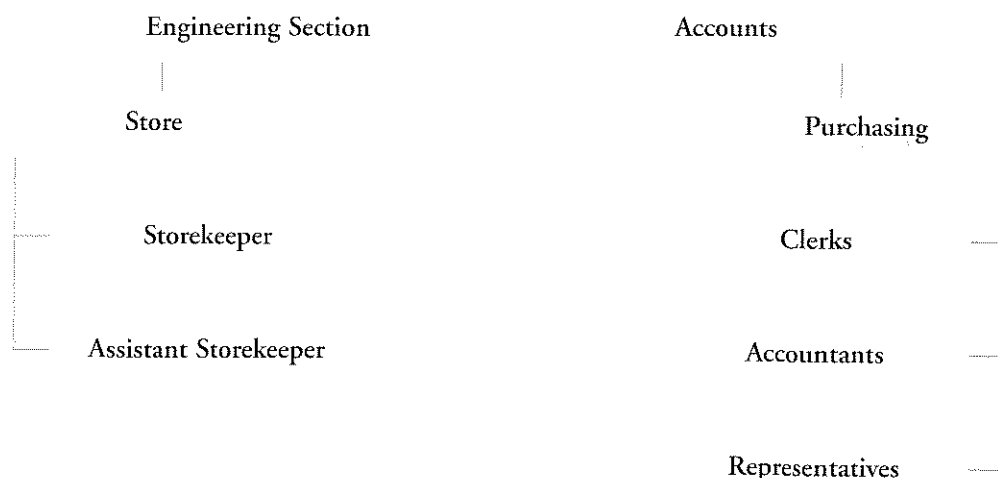 Engineering Section
Accounts
Store
Purchasing
Storekeeper
Clerks
Assistant Storekeeper
Accountants
Representatives